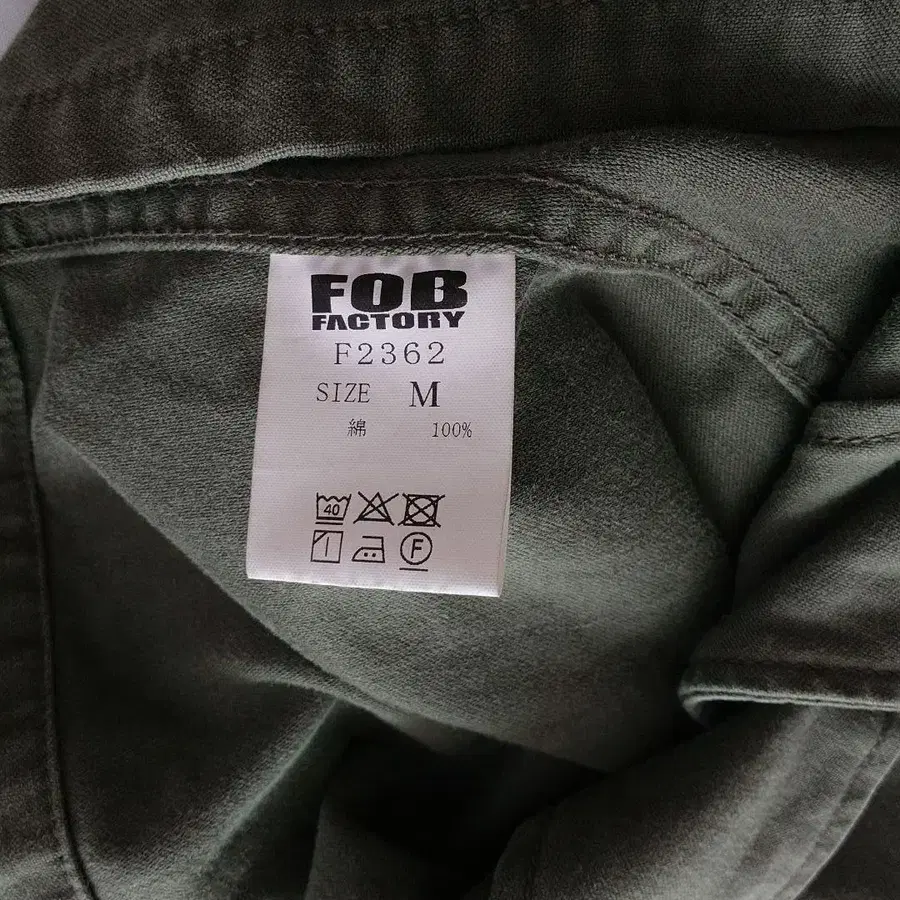 FOB
FACTORY
F2362
SIZE M
綿 100%
40
F